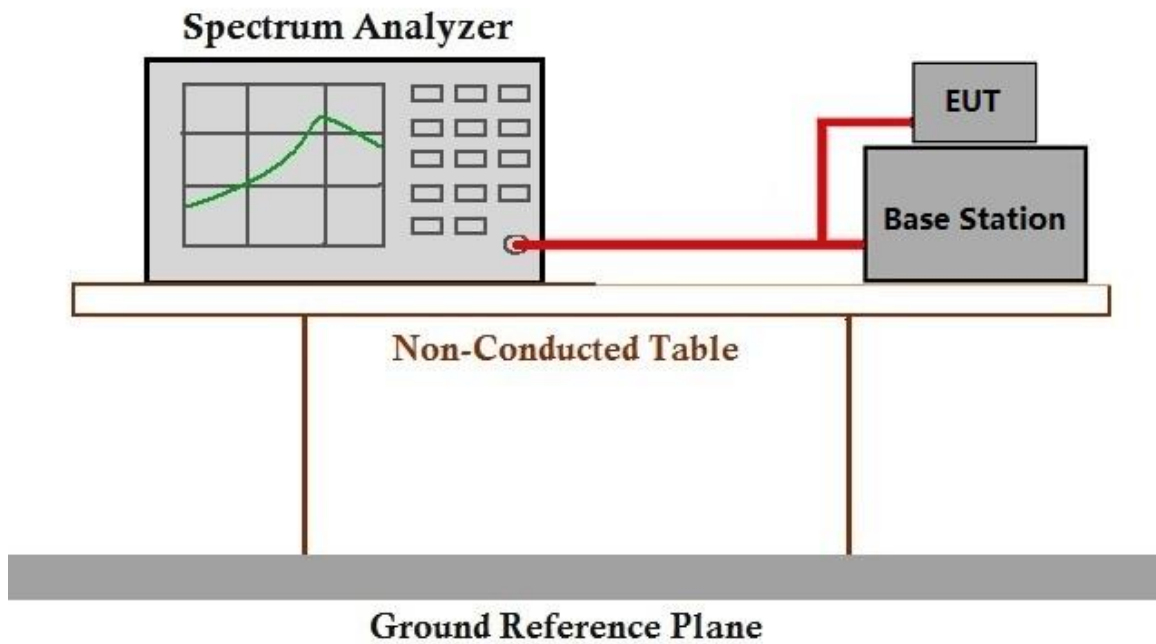 Spectrum Analyzer
EUT
Base Station
Non-Conducted Table
Ground Reference Plane